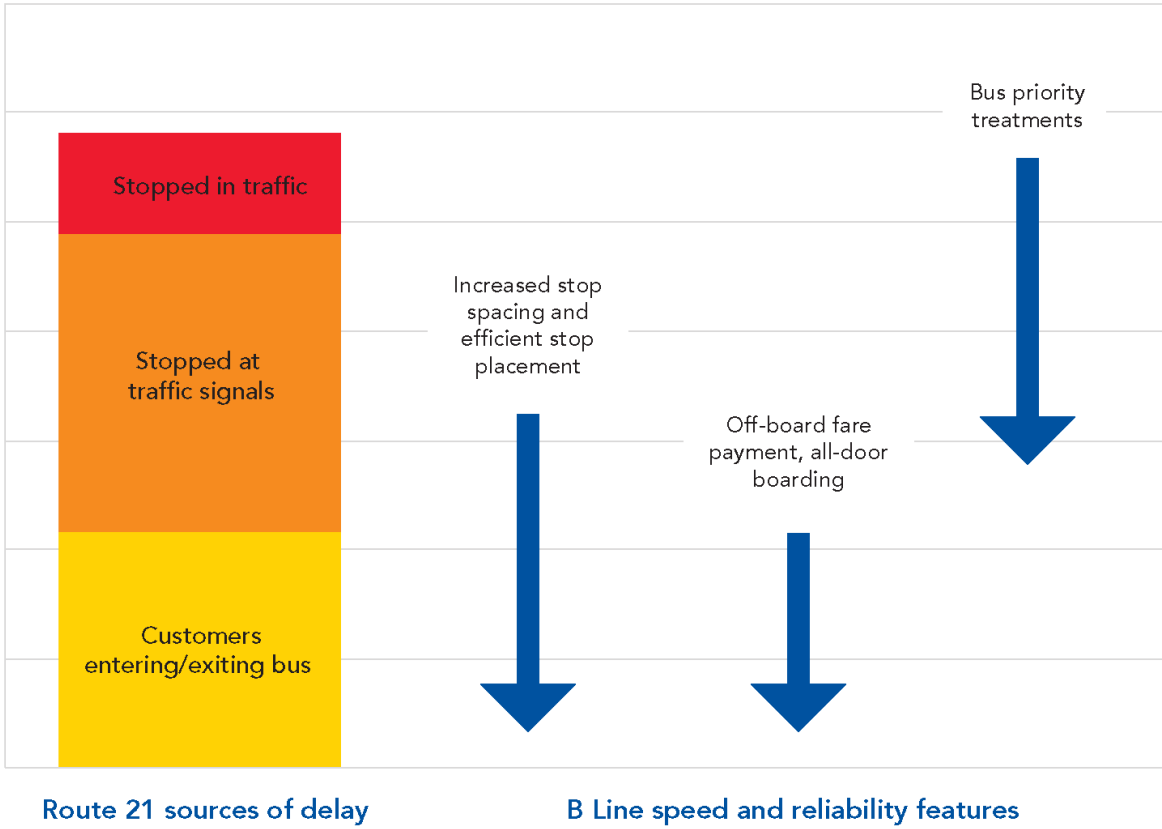 Bus priority
treatments
Stopped in traffic
Increased stop
spacing and
efficient stop
placement
Stopped at
traffic signals
Off-board fare
payment, all-door
boarding
Customers
entering/exiting bus
Route 21 sources of delay
B Line speed and reliability features